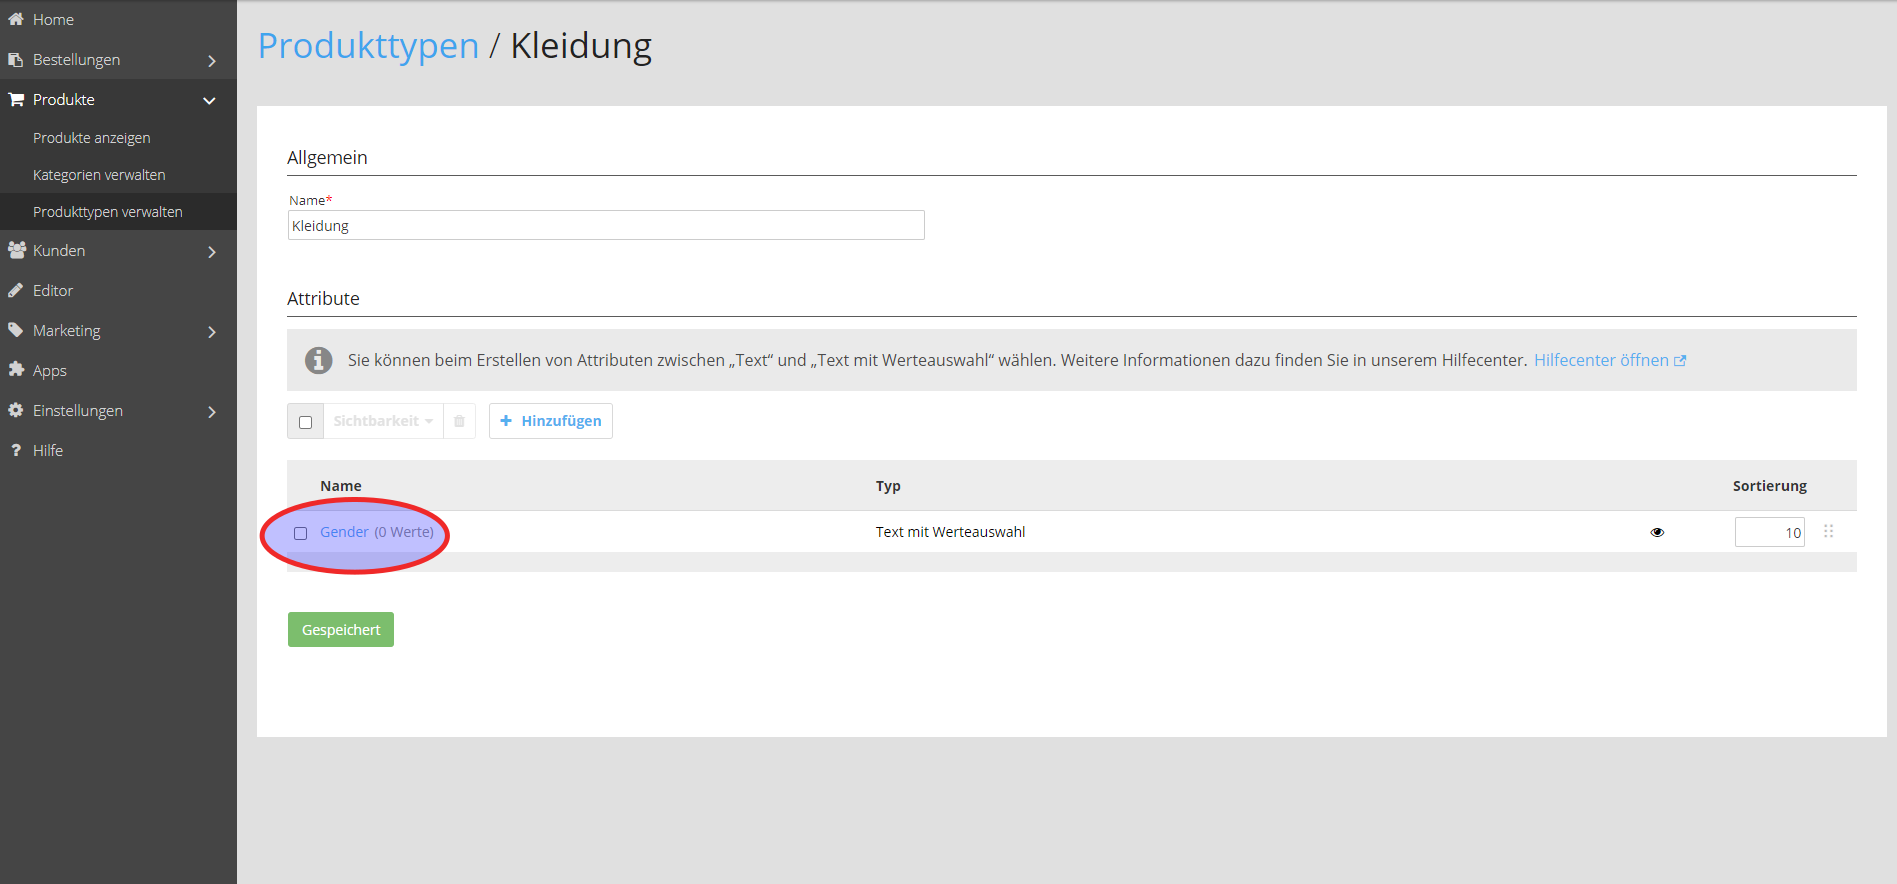 Home
Bestellungen
Produkte
Produkte anzeigen
Kategorien verwalten
Produkttypen verwalten
Kunden
Editor
Marketing
Apps
Einstellungen
? Hilfe
Produkttypen / Kleidung
Allgemein
Name*
Kleidung
Attribute
Sie können beim Erstellen von Attributen zwischen „Text“ und „Text mit Werteauswahl“ wählen. Weitere Informationen dazu finden Sie in unserem Hilfecenter. Hilfecenter öffnen
Sichtbarkeit
+ Hinzufügen
Name Typ Sortierung
Gender (0 Werte) Text mit Werteauswahl 10
Gespeichert